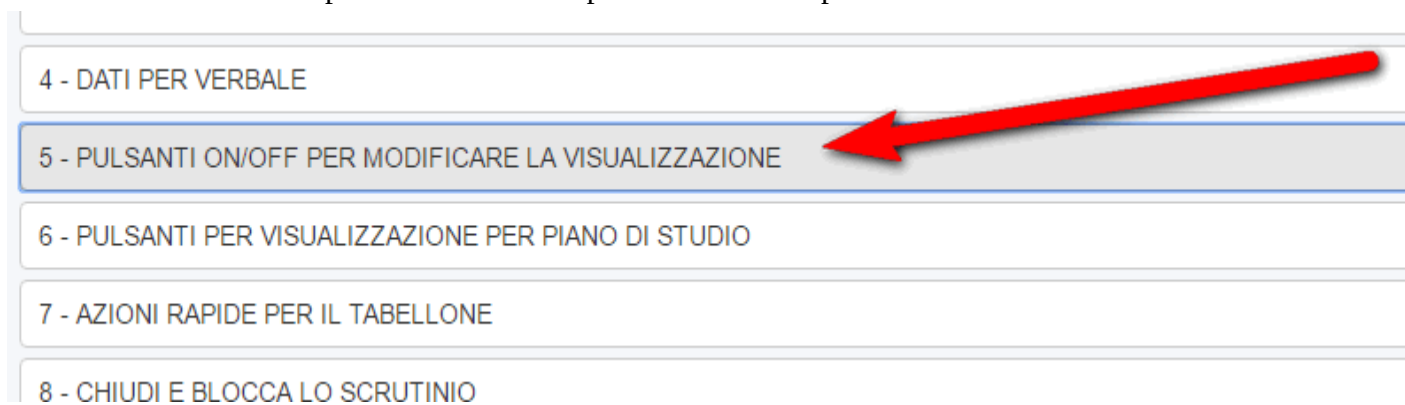 4 - DATI PER VERBALE
5 - PULSANTI ON/OFF PER MODIFICARE LA VISUALIZZAZIONE
6 - PULSANTI PER VISUALIZZAZIONE PER PIANO DI STUDIO
7 - AZIONI RAPIDE PER IL TABELLONE
8 - CHIUDI E BLOCCA LO SCRUTINIO